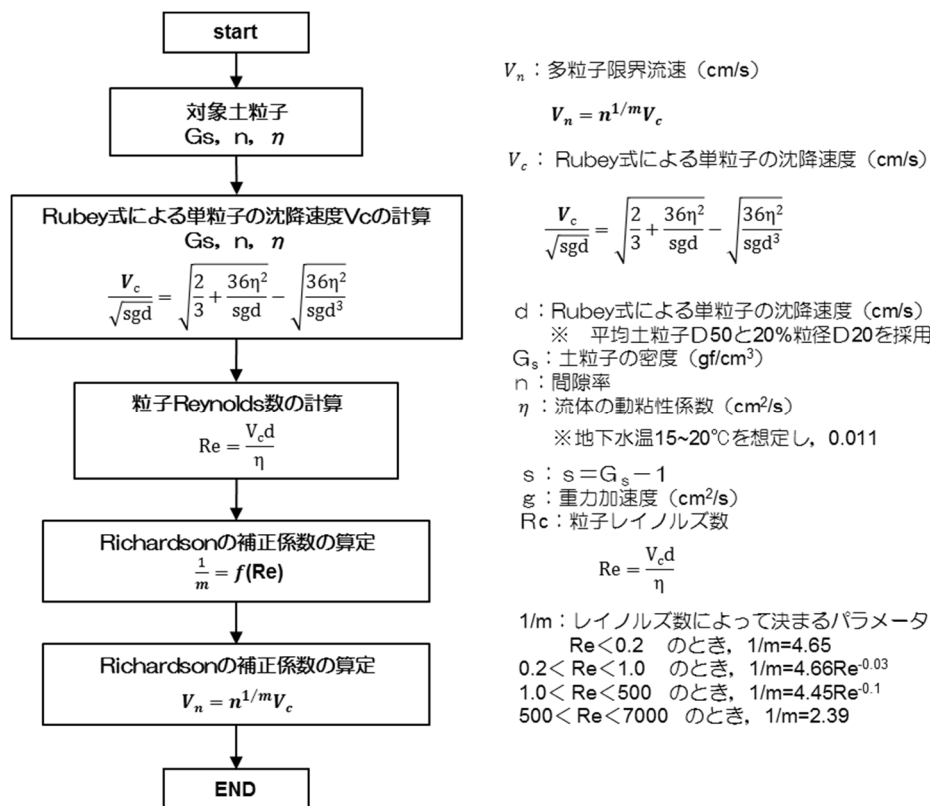 start
対象土粒子
Gs, n, η
Rubey式による単粒子の沈降速度Vcの計算
Gs, n, η
V_c/√sgd = √(2/3 + 36η²/sgd) − √(36η²/sgd³)
粒子Reynolds数の計算
Re = V_c d/η
Richardsonの補正係数の算定
1/m = f(Re)
Richardsonの補正係数の算定
V_n = n^{1/m}V_c
END
V_n：多粒子限界流速（cm/s）
V_n = n^{1/m}V_c
V_c：Rubey式による単粒子の沈降速度（cm/s）
V_c/√sgd = √(2/3 + 36η²/sgd) − √(36η²/sgd³)
d：Rubey式による単粒子の沈降速度（cm/s）
※　平均土粒子D50と20%粒径D20を採用
G_s：土粒子の密度（gf/cm³）
n：間隙率
η：流体の動粘性係数（cm²/s）
※地下水温15~20℃を想定し，0.011
s：s＝G_s－1
g：重力加速度（cm²/s）
Rc：粒子レイノルズ数
Re = V_c d/η
1/m：レイノルズ数によって決まるパラメータ
Re＜0.2　のとき，1/m=4.65
0.2＜Re＜1.0　のとき，1/m=4.66Re^{-0.03}
1.0＜Re＜500　のとき，1/m=4.45Re^{-0.1}
500＜Re＜7000　のとき，1/m=2.39